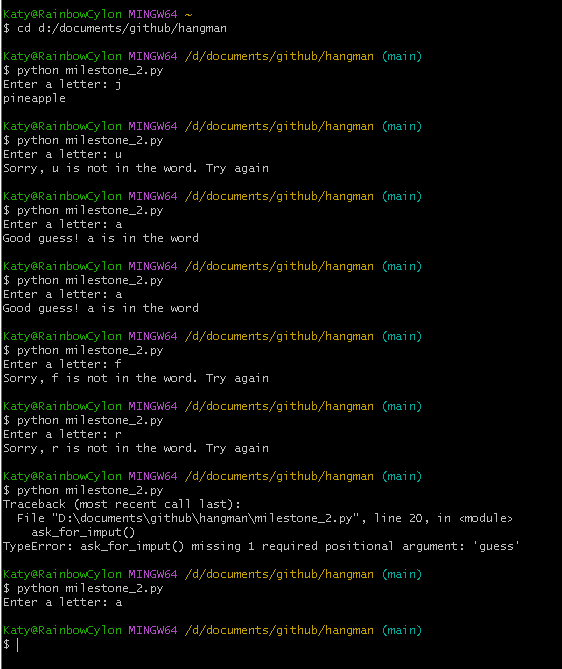 Katy@RainbowCylon MINGW64 ~
$ cd d:/documents/github/hangman
Katy@RainbowCylon MINGW64 /d/documents/github/hangman (main)
$ python milestone_2.py
Enter a letter: j
pineapple
Katy@RainbowCylon MINGW64 /d/documents/github/hangman (main)
$ python milestone_2.py
Enter a letter: u
Sorry, u is not in the word. Try again
Katy@RainbowCylon MINGW64 /d/documents/github/hangman (main)
$ python milestone_2.py
Enter a letter: a
Good guess! a is in the word
Katy@RainbowCylon MINGW64 /d/documents/github/hangman (main)
$ python milestone_2.py
Enter a letter: a
Good guess! a is in the word
Katy@RainbowCylon MINGW64 /d/documents/github/hangman (main)
$ python milestone_2.py
Enter a letter: f
Sorry, f is not in the word. Try again
Katy@RainbowCylon MINGW64 /d/documents/github/hangman (main)
$ python milestone_2.py
Enter a letter: r
Sorry, r is not in the word. Try again
Katy@RainbowCylon MINGW64 /d/documents/github/hangman (main)
$ python milestone_2.py
Traceback (most recent call last):
  File "D:\documents\github\hangman\milestone_2.py", line 20, in <module>
    ask_for_imput()
TypeError: ask_for_imput() missing 1 required positional argument: 'guess'
Katy@RainbowCylon MINGW64 /d/documents/github/hangman (main)
$ python milestone_2.py
Enter a letter: a
Katy@RainbowCylon MINGW64 /d/documents/github/hangman (main)
$